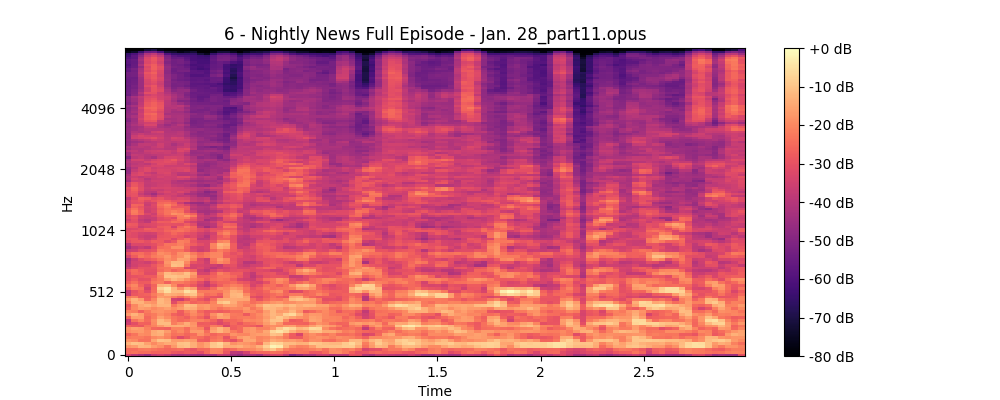 6 - Nightly News Full Episode - Jan. 28_part11.opus
Hz
4096
2048
1024
512
0
0
0.5
1
1.5
2
2.5
Time
+0 dB
-10 dB
-20 dB
-30 dB
-40 dB
-50 dB
-60 dB
-70 dB
-80 dB